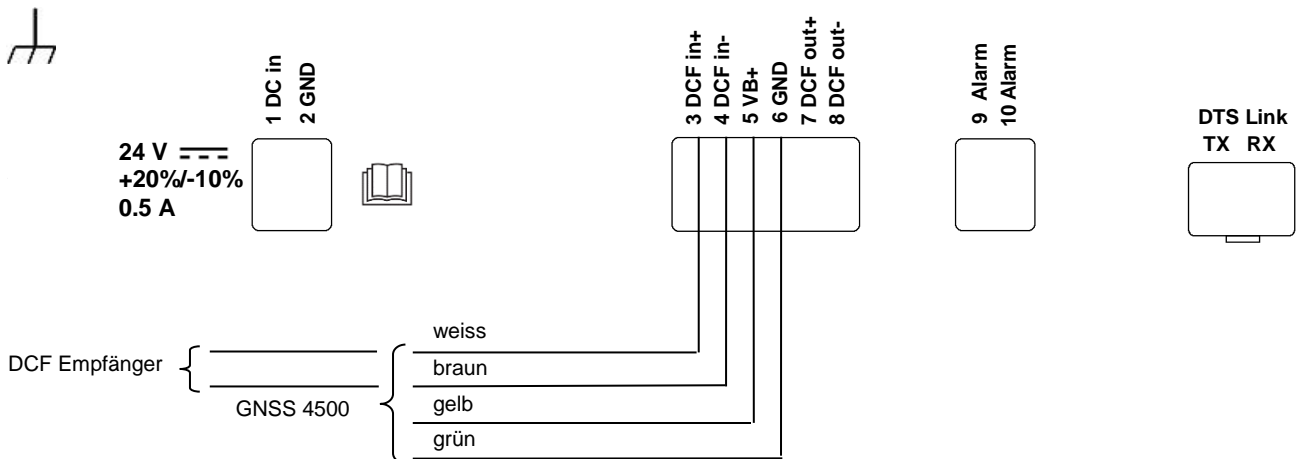 1 DC in
2 GND
3 DCF in+
4 DCF in-
5 VB+
6 GND
7 DCF out+
8 DCF out-
9 Alarm
10 Alarm
DTS Link
TX RX
24 V
+20%/-10%
0.5 A
weiss
DCF Empfänger
braun
GNSS 4500
gelb
grün